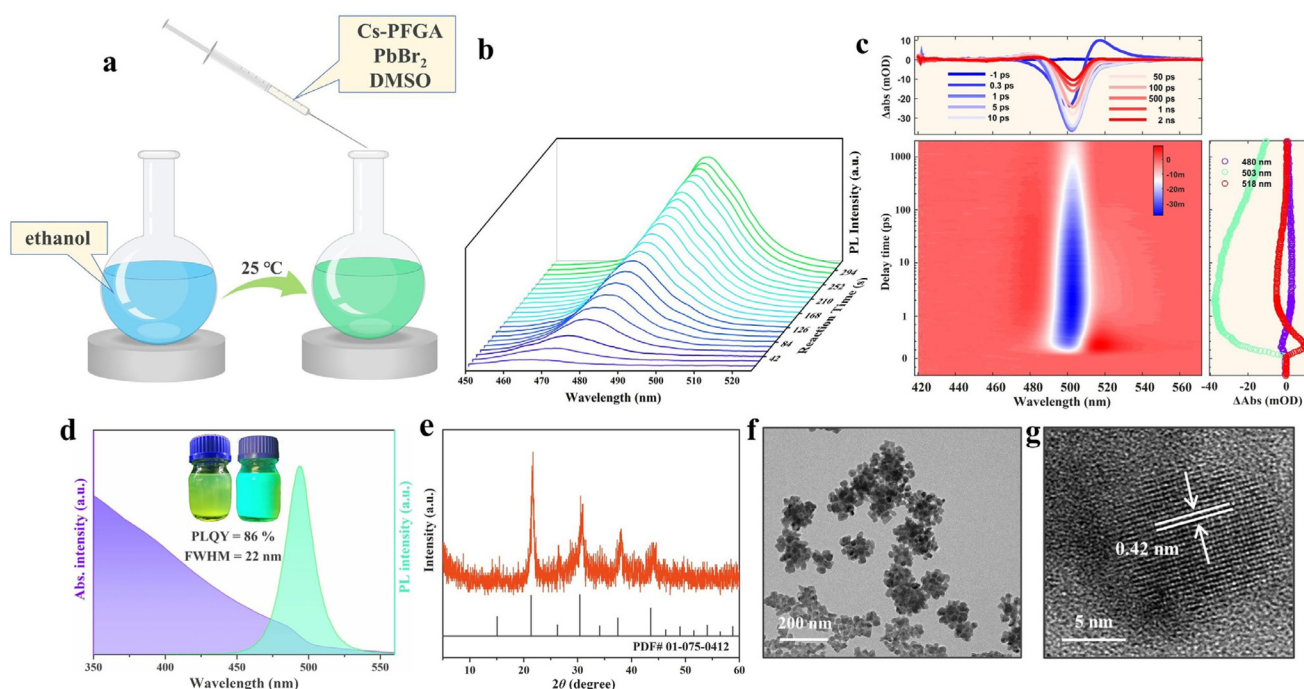 a
Cs-PFGA
PbBr₂
DMSO
ethanol
25 ℃
b
PL Intensity (a.u.)
294
252
210
168
126
84
42
Reaction Time (s)
450 460 470 480 490 500 510 520
Wavelength (nm)
c
Δabs (mOD)
10
0
-10
-20
-30
-1 ps
0.3 ps
1 ps
5 ps
10 ps
50 ps
100 ps
500 ps
1 ns
2 ns
Delay time (ps)
1000
100
10
1
0
0
-10m
-20m
-30m
420 440 460 480 500 520 540 560
Wavelength (nm)
480 nm
503 nm
518 nm
-40 -20 0
ΔAbs (mOD)
d
Abs. intensity (a.u.)
PLQY = 86 %
FWHM = 22 nm
PL intensity (a.u.)
350 400 450 500 550
Wavelength (nm)
e
Intensity (a.u.)
PDF# 01-075-0412
10 20 30 40 50 60
2θ (degree)
f
200 nm
g
0.42 nm
5 nm